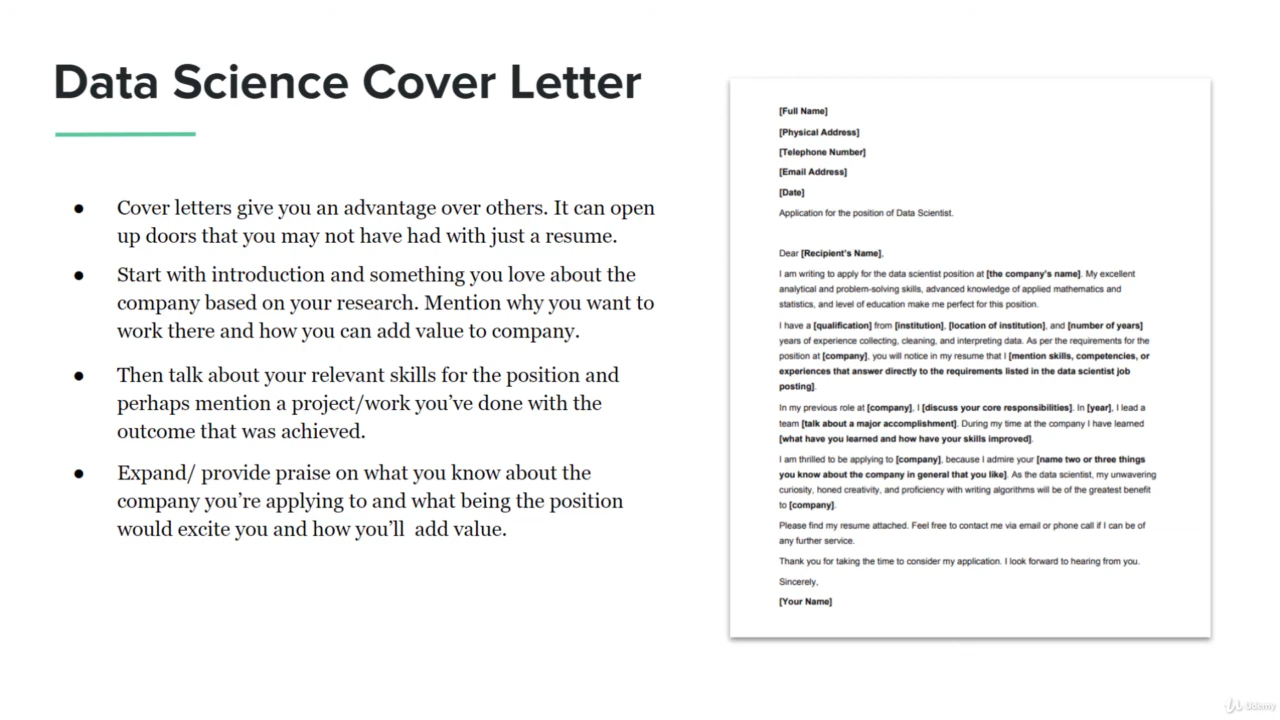 Data Science Cover Letter
● Cover letters give you an advantage over others. It can open
up doors that you may not have had with just a resume.
● Start with introduction and something you love about the
company based on your research. Mention why you want to
work there and how you can add value to company.
● Then talk about your relevant skills for the position and
perhaps mention a project/work you've done with the
outcome that was achieved.
● Expand/ provide praise on what you know about the
company you're applying to and what being the position
would excite you and how you'll  add value.
[Full Name]
[Physical Address]
[Telephone Number]
[Email Address]
[Date]
Application for the position of Data Scientist.
Dear [Recipient's Name],
I am writing to apply for the data scientist position at [the company's name]. My excellent
analytical and problem-solving skills, advanced knowledge of applied mathematics and
statistics, and level of education make me perfect for this position.
I have a [qualification] from [institution], [location of institution], and [number of years]
years of experience collecting, cleaning, and interpreting data. As per the requirements for the
position at [company], you will notice in my resume that I [mention skills, competencies, or
experiences that answer directly to the requirements listed in the data scientist job
posting].
In my previous role at [company], I [discuss your core responsibilities]. In [year], I lead a
team [talk about a major accomplishment]. During my time at the company I have learned
[what have you learned and how have your skills improved].
I am thrilled to be applying to [company], because I admire your [name two or three things
you know about the company in general that you like]. As the data scientist, my unwavering
curiosity, honed creativity, and proficiency with writing algorithms will be of the greatest benefit
to [company].
Please find my resume attached. Feel free to contact me via email or phone call if I can be of
any further service.
Thank you for taking the time to consider my application. I look forward to hearing from you.
Sincerely,
[Your Name]
Udemy